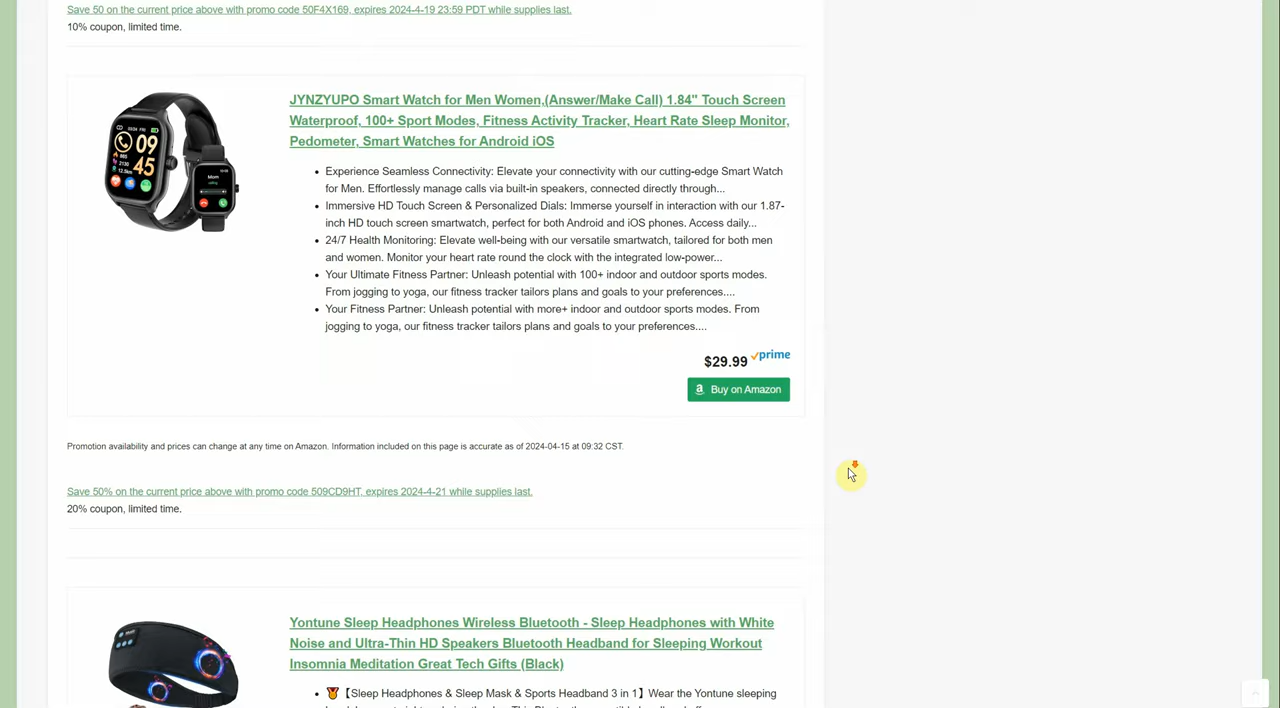 Save 50 on the current price above with promo code 50F4X169, expires 2024-4-19 23:59 PDT while supplies last.
10% coupon, limited time.
JYNZYUPO Smart Watch for Men Women,(Answer/Make Call) 1.84" Touch Screen
Waterproof, 100+ Sport Modes, Fitness Activity Tracker, Heart Rate Sleep Monitor,
Pedometer, Smart Watches for Android iOS
Experience Seamless Connectivity: Elevate your connectivity with our cutting-edge Smart Watch
for Men. Effortlessly manage calls via built-in speakers, connected directly through...
Immersive HD Touch Screen & Personalized Dials: Immerse yourself in interaction with our 1.87-
inch HD touch screen smartwatch, perfect for both Android and iOS phones. Access daily...
24/7 Health Monitoring: Elevate well-being with our versatile smartwatch, tailored for both men
and women. Monitor your heart rate round the clock with the integrated low-power...
Your Ultimate Fitness Partner: Unleash potential with 100+ indoor and outdoor sports modes.
From jogging to yoga, our fitness tracker tailors plans and goals to your preferences....
Your Fitness Partner: Unleash potential with more+ indoor and outdoor sports modes. From
jogging to yoga, our fitness tracker tailors plans and goals to your preferences....
09
45
Mom
$29.99 prime
Buy on Amazon
Promotion availability and prices can change at any time on Amazon. Information included on this page is accurate as of 2024-04-15 at 09:32 CST.
Save 50% on the current price above with promo code 509CD9HT, expires 2024-4-21 while supplies last.
20% coupon, limited time.
Yontune Sleep Headphones Wireless Bluetooth - Sleep Headphones with White
Noise and Ultra-Thin HD Speakers Bluetooth Headband for Sleeping Workout
Insomnia Meditation Great Tech Gifts (Black)
🏅【Sleep Headphones & Sleep Mask & Sports Headband 3 in 1】Wear the Yontune sleeping